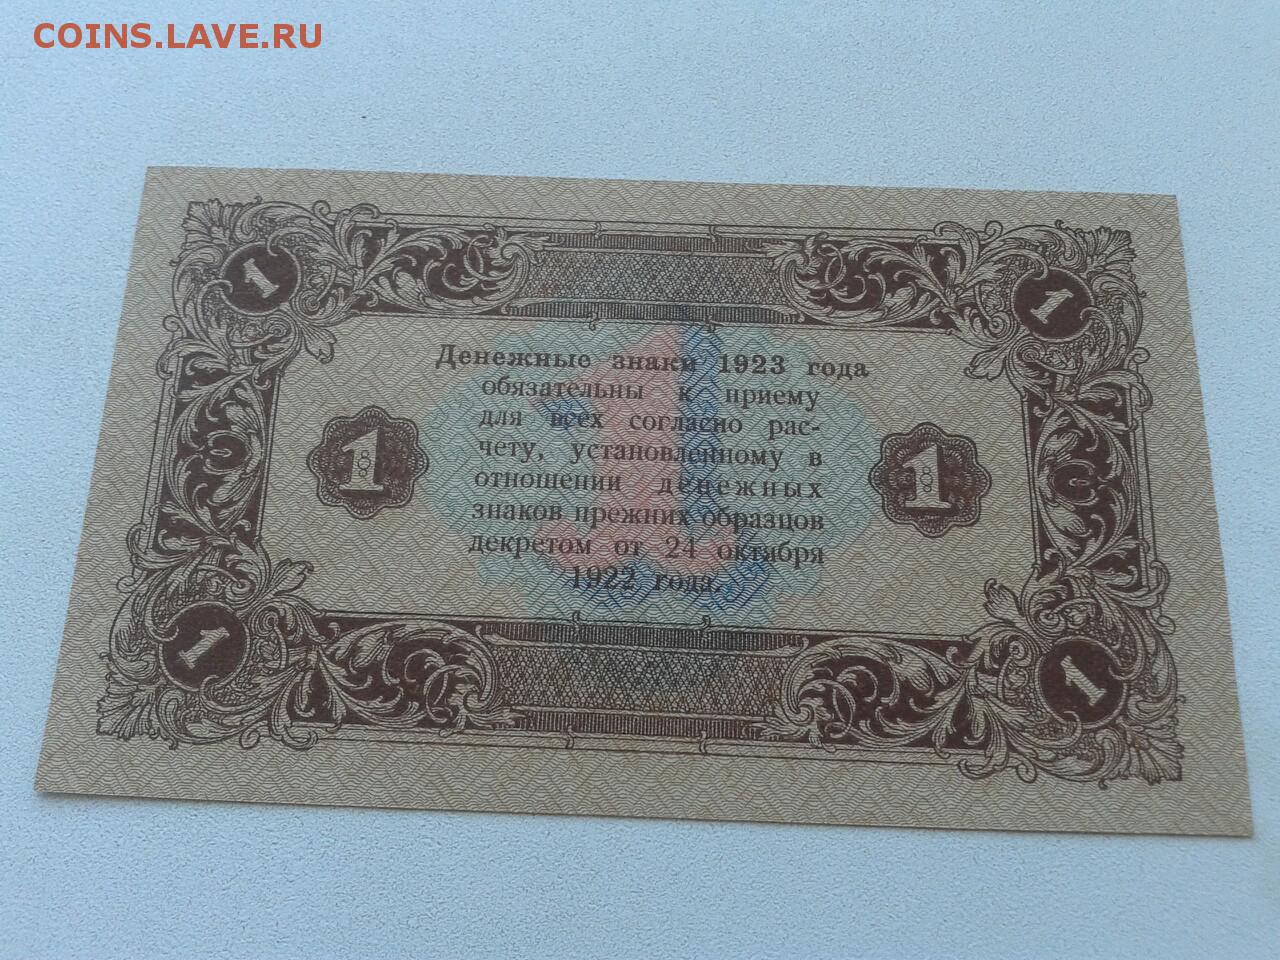 COINS.LAVE.RU
1 1
Денежные знаки 1923 года
обязательны к приему
для всех согласно рас-
чету, установленному в
отношении денежных
знаков прежних образцов
декретом от 24 октября
1922 года.
1 1
1
1 1